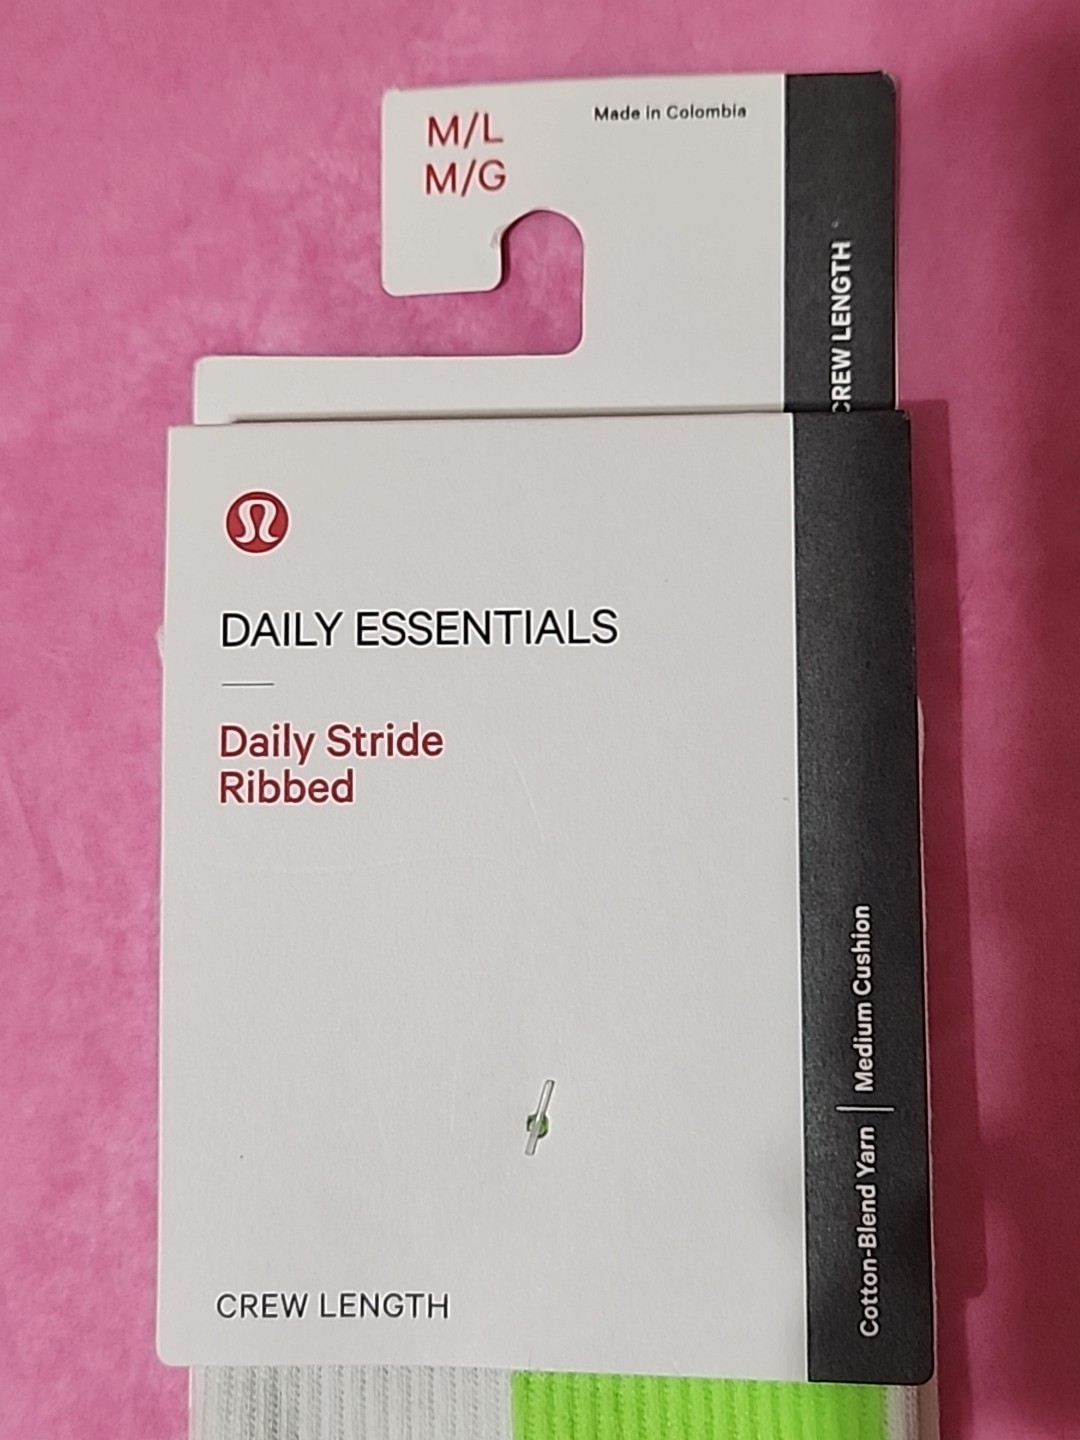 M/L
M/G
Made in Colombia
CREW LENGTH
DAILY ESSENTIALS
Daily Stride
Ribbed
CREW LENGTH
Cotton-Blend Yarn | Medium Cushion